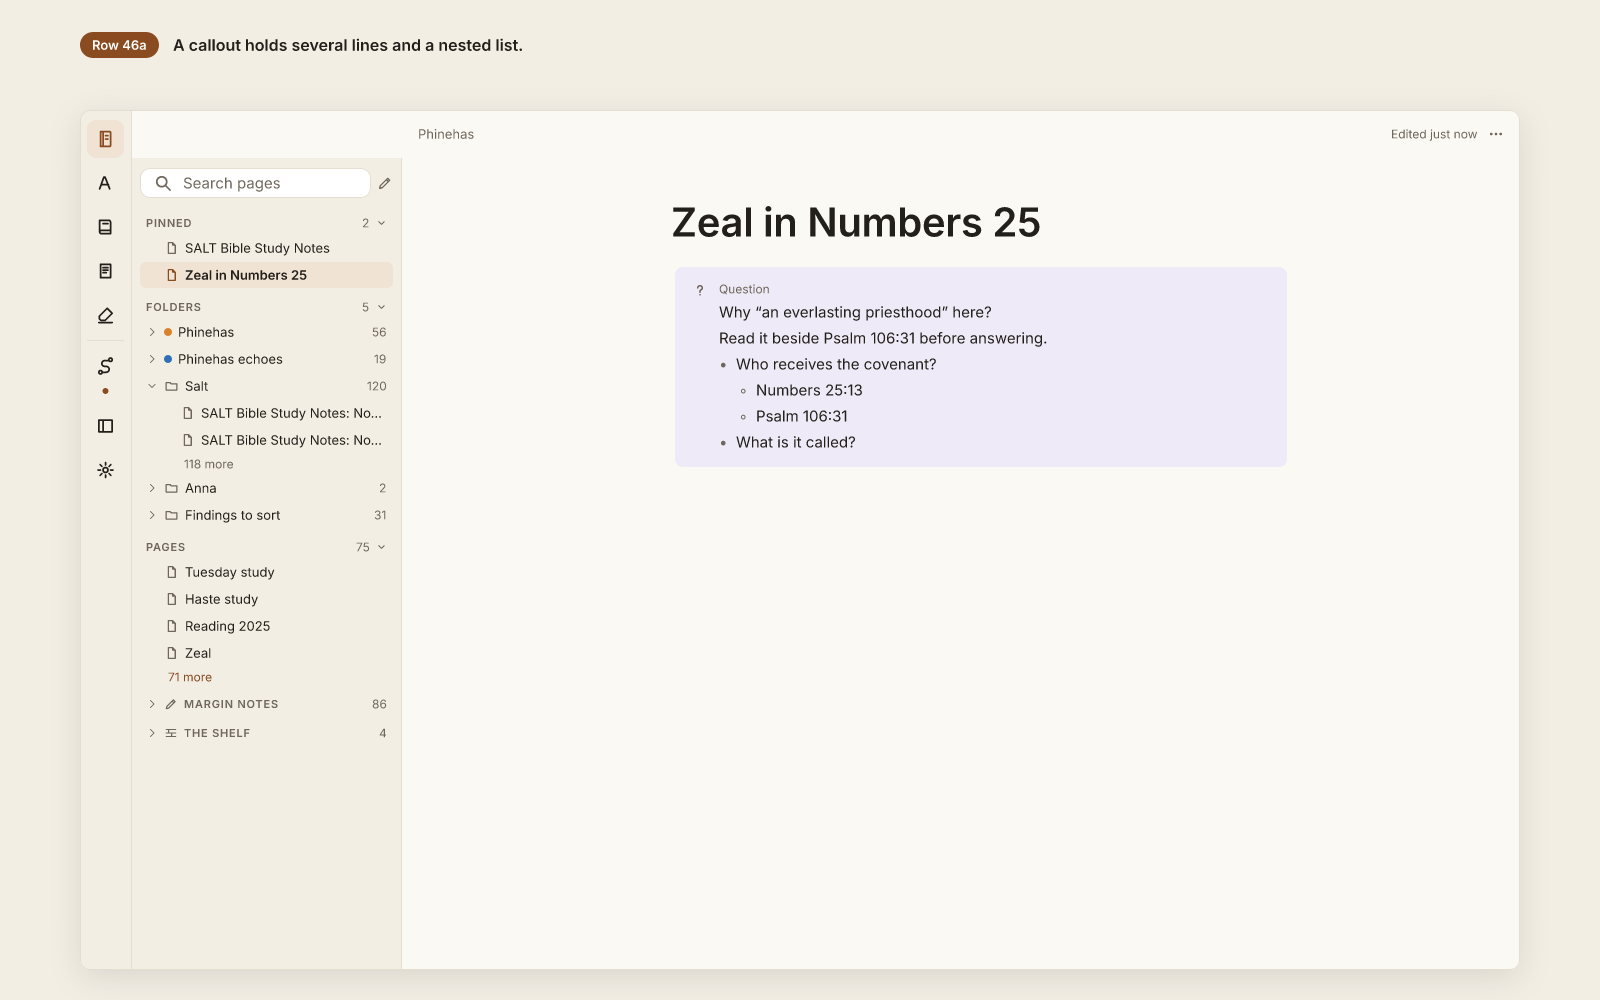 Row 46a
A callout holds several lines and a nested list.
Phinehas
Edited just now
Search pages
PINNED 2
SALT Bible Study Notes
Zeal in Numbers 25
FOLDERS 5
Phinehas 56
Phinehas echoes 19
Salt 120
SALT Bible Study Notes: No...
SALT Bible Study Notes: No...
118 more
Anna 2
Findings to sort 31
PAGES 75
Tuesday study
Haste study
Reading 2025
Zeal
71 more
MARGIN NOTES 86
THE SHELF 4
Zeal in Numbers 25
? Question
Why “an everlasting priesthood” here?
Read it beside Psalm 106:31 before answering.
• Who receives the covenant?
◦ Numbers 25:13
◦ Psalm 106:31
• What is it called?